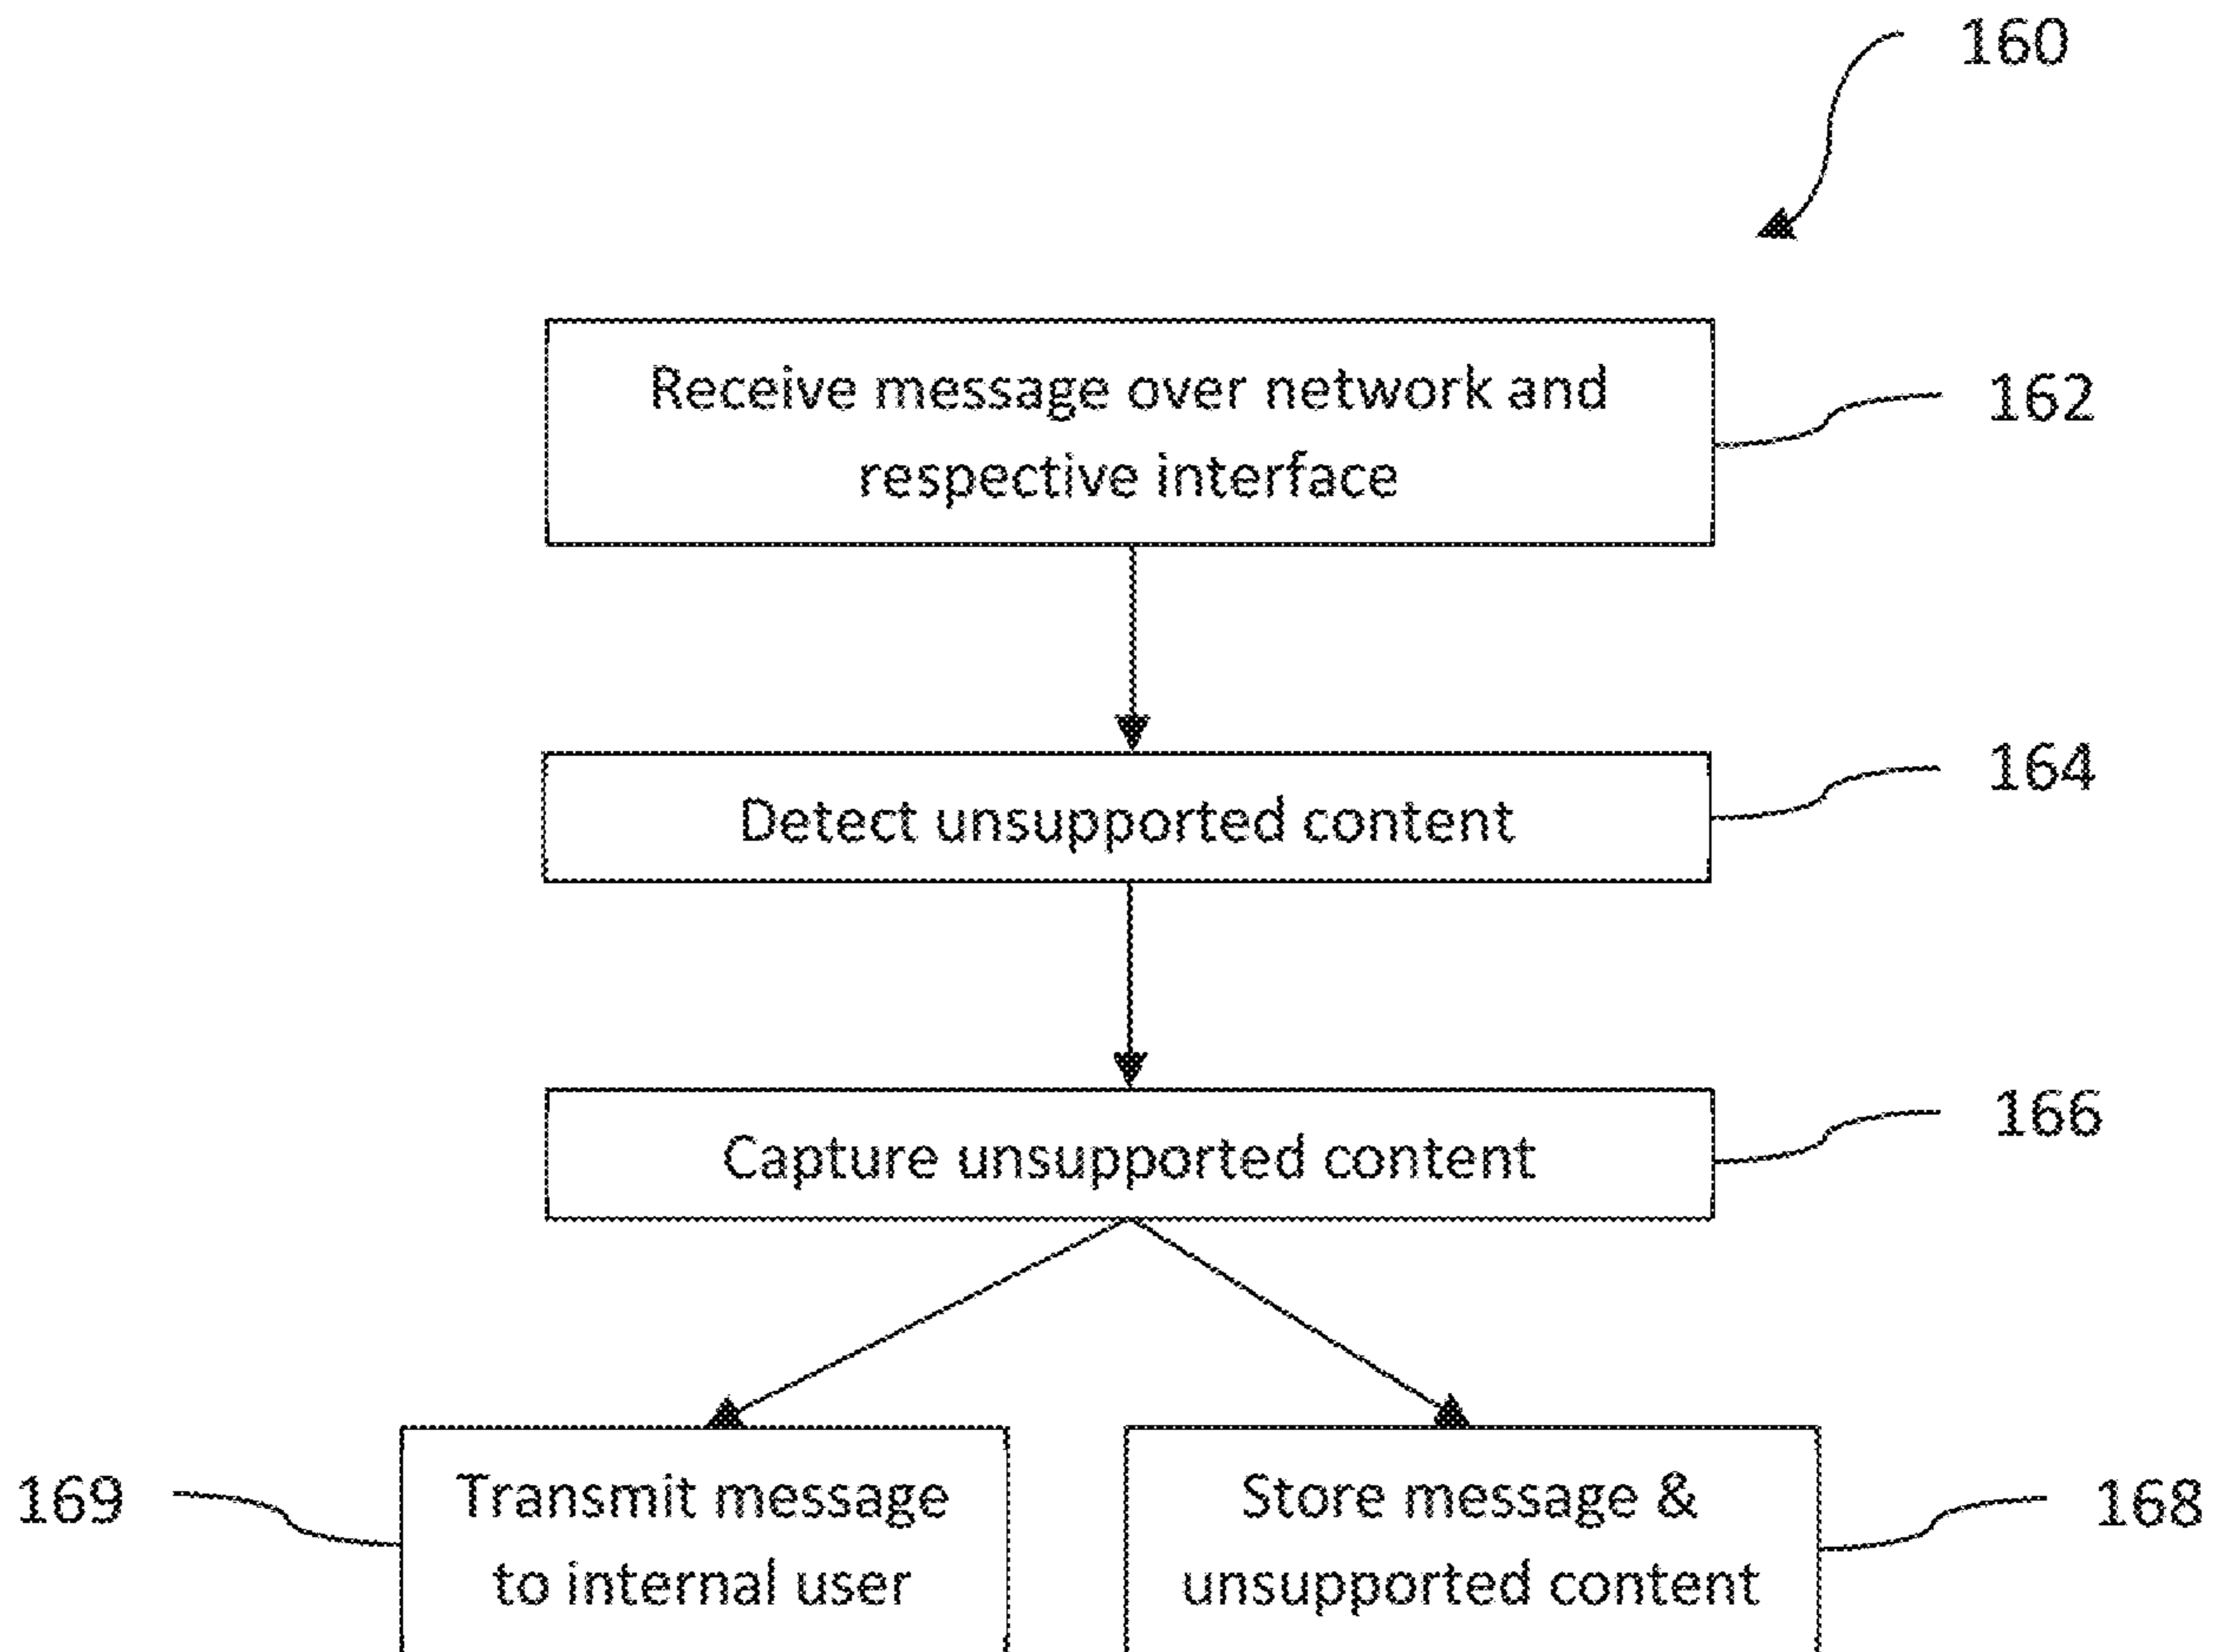 160
Receive message over network and
respective interface
162
Detect unsupported content
164
Capture unsupported content
166
169
Transmit message
to internal user
Store message &
unsupported content
168